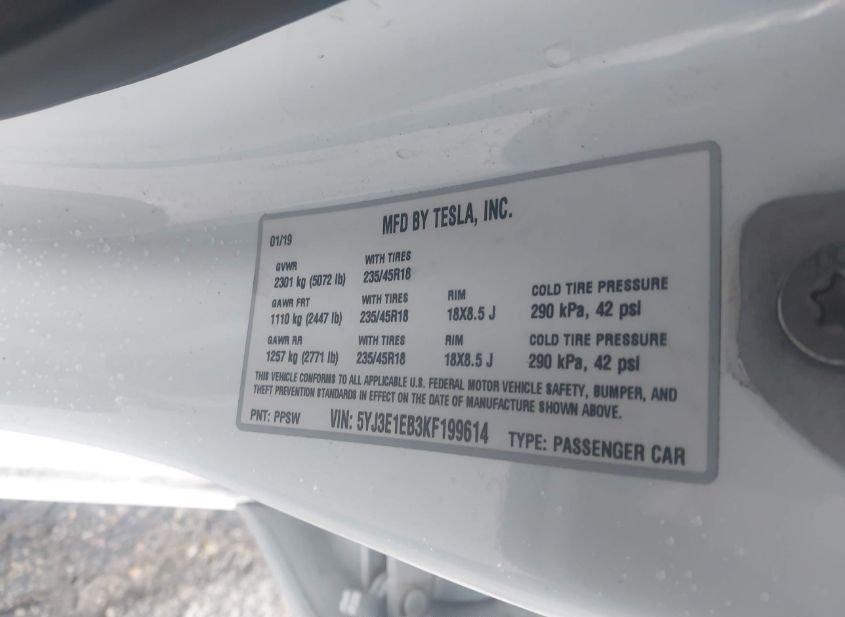 MFD BY TESLA, INC.
01/19
GVWR WITH TIRES
2301 kg (5072 lb) 235/45R18
GAWR FRT WITH TIRES RIM COLD TIRE PRESSURE
1110 kg (2447 lb) 235/45R18 18X8.5 J 290 kPa, 42 psi
GAWR RR WITH TIRES RIM COLD TIRE PRESSURE
1257 kg (2771 lb) 235/45R18 18X8.5 J 290 kPa, 42 psi
THIS VEHICLE CONFORMS TO ALL APPLICABLE U.S. FEDERAL MOTOR VEHICLE SAFETY, BUMPER, AND
THEFT PREVENTION STANDARDS IN EFFECT ON THE DATE OF MANUFACTURE SHOWN ABOVE.
PNT: PPSW VIN: 5YJ3E1EB3KF199614 TYPE: PASSENGER CAR